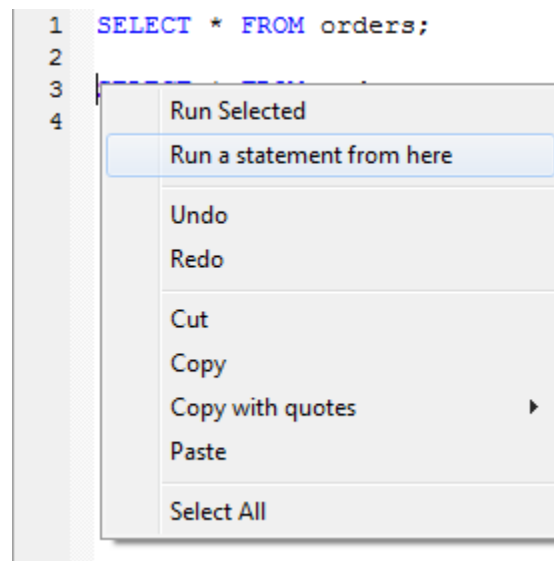 1 SELECT * FROM orders;
2
3
4
Run Selected
Run a statement from here
Undo
Redo
Cut
Copy
Copy with quotes
Paste
Select All